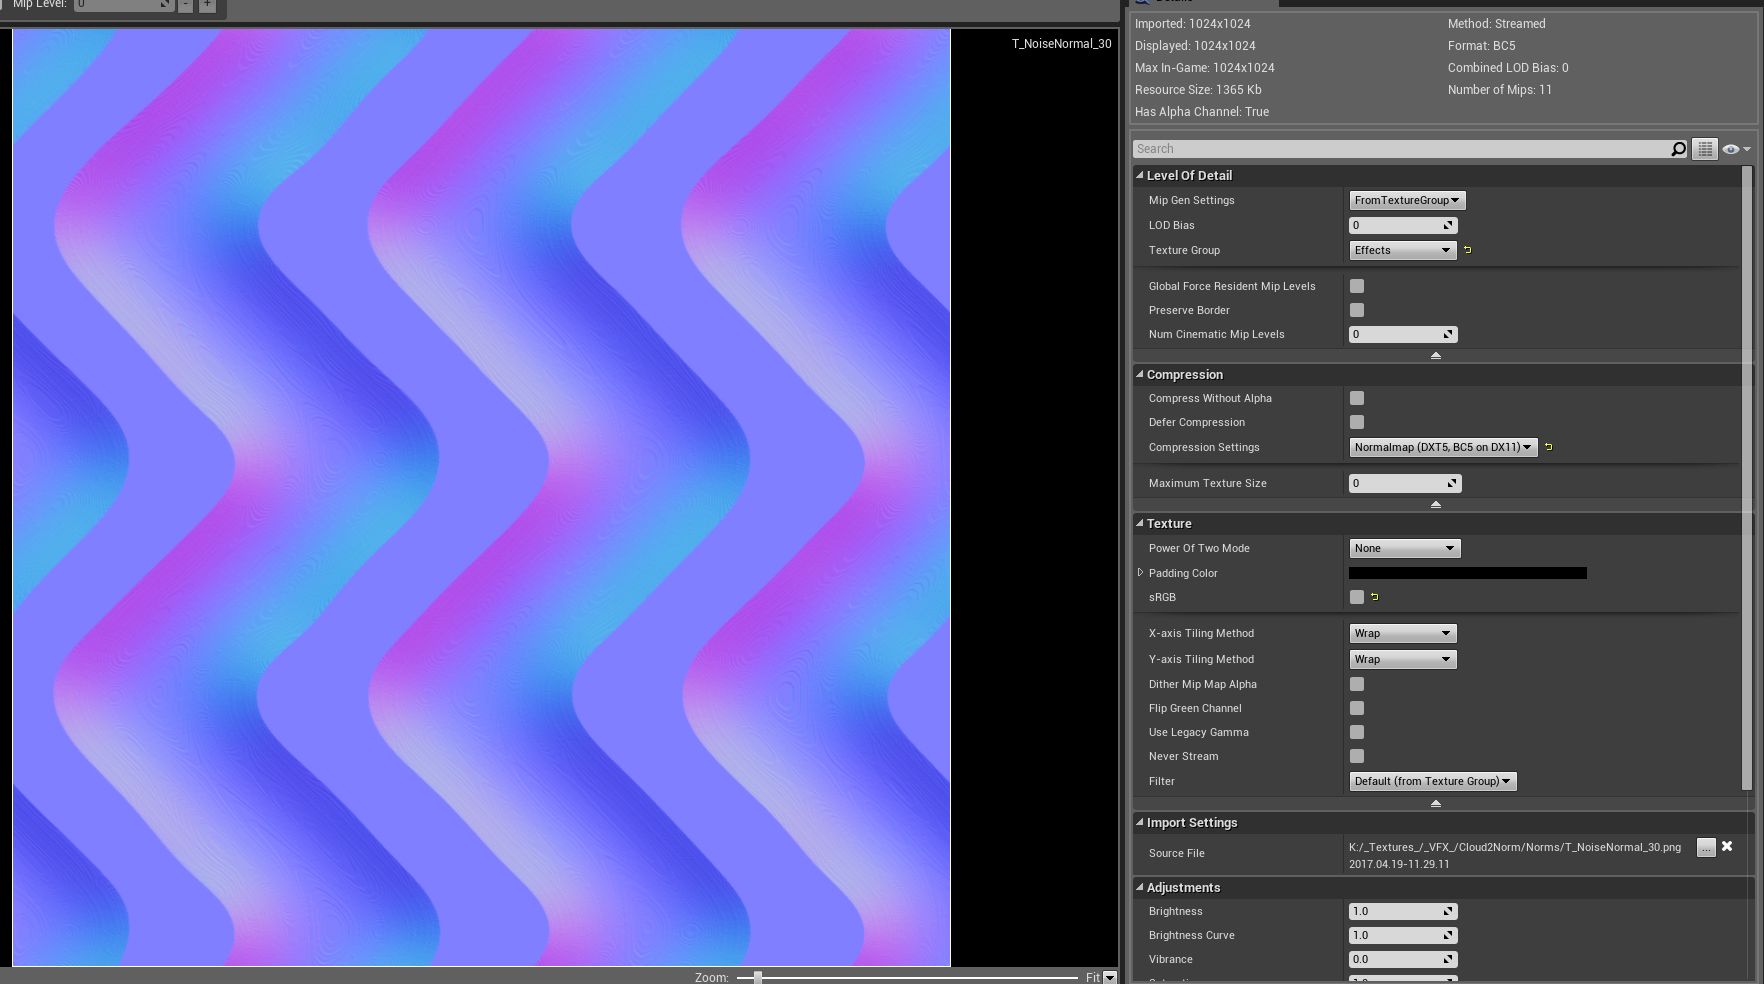 Mip Level: 0 - +
T_NoiseNormal_30
Zoom: Fit
Imported: 1024x1024 Method: Streamed
Displayed: 1024x1024 Format: BC5
Max In-Game: 1024x1024 Combined LOD Bias: 0
Resource Size: 1365 Kb Number of Mips: 11
Has Alpha Channel: True
Search
Level Of Detail
Mip Gen Settings FromTextureGroup
LOD Bias 0
Texture Group Effects
Global Force Resident Mip Levels
Preserve Border
Num Cinematic Mip Levels 0
Compression
Compress Without Alpha
Defer Compression
Compression Settings Normalmap (DXT5, BC5 on DX11)
Maximum Texture Size 0
Texture
Power Of Two Mode None
Padding Color
sRGB
X-axis Tiling Method Wrap
Y-axis Tiling Method Wrap
Dither Mip Map Alpha
Flip Green Channel
Use Legacy Gamma
Never Stream
Filter Default (from Texture Group)
Import Settings
Source File K:/_Textures_/_VFX_/Cloud2Norm/Norms/T_NoiseNormal_30.png ...
2017.04.19-11.29.11
Adjustments
Brightness 1.0
Brightness Curve 1.0
Vibrance 0.0